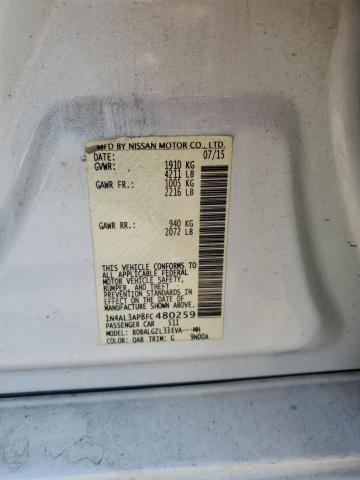 MFD BY NISSAN MOTOR CO., LTD.
DATE: 07/15
GVWR: 1910 KG
4211 LB
GAWR FR.: 1005 KG
2216 LB
GAWR RR.: 940 KG
2072 LB
THIS VEHICLE CONFORMS TO
ALL APPLICABLE FEDERAL
MOTOR VEHICLE SAFETY,
BUMPER, AND THEFT
PREVENTION STANDARDS
IN EFFECT ON THE DATE OF
MANUFACTURE SHOWN ABOVE.
1N4AL3AP8FC480259
PASSENGER CAR 511
MODEL: BDBALGZL33EVA---MH
COLOR: QAB TRIM: G 9NDOA